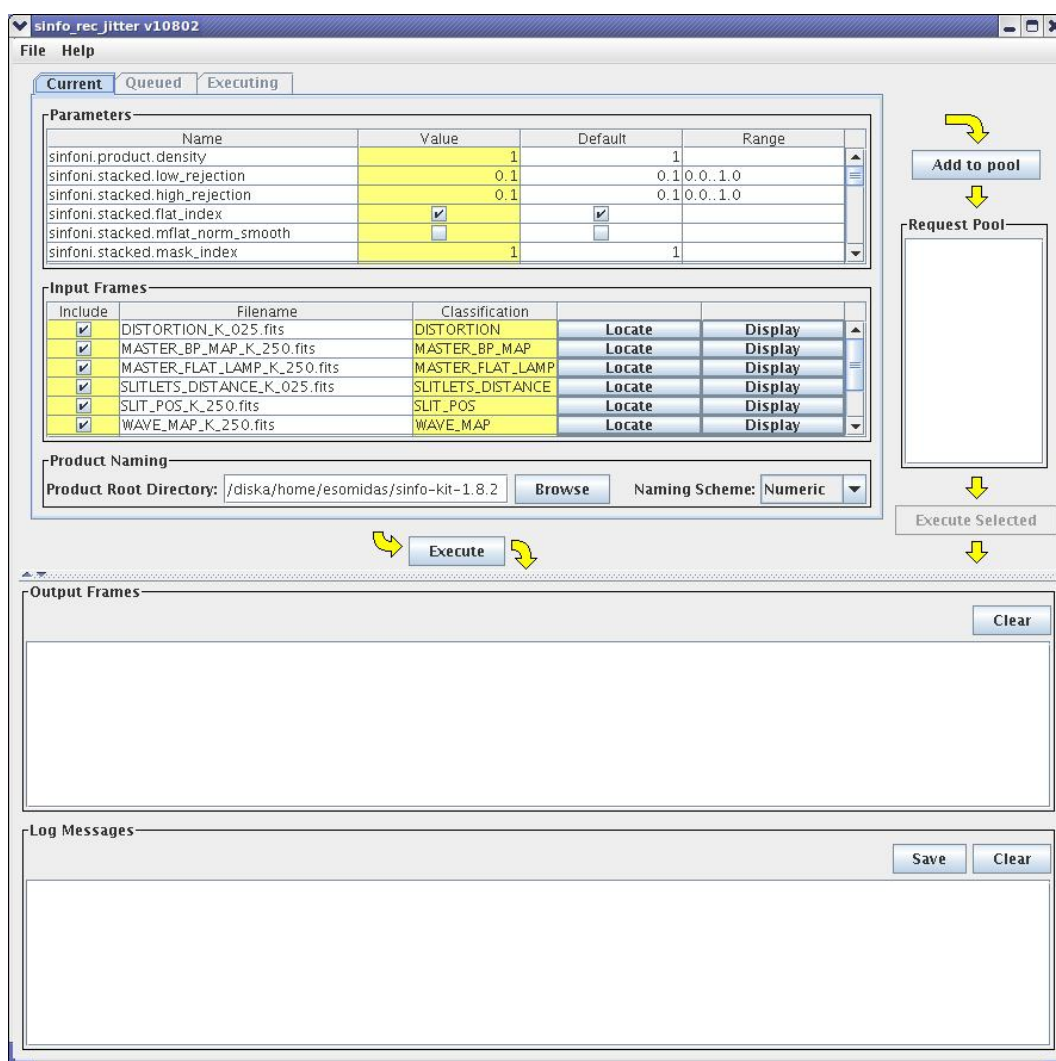 sinfo_rec_jitter v10802
File Help
Current Queued Executing
Parameters
Name Value Default Range
sinfoni.product.density 1 1
sinfoni.stacked.low_rejection 0.1 0.1 0.0..1.0
sinfoni.stacked.high_rejection 0.1 0.1 0.0..1.0
sinfoni.stacked.flat_index
sinfoni.stacked.mflat_norm_smooth
sinfoni.stacked.mask_index 1 1
Input Frames
Include Filename Classification
DISTORTION_K_025.fits DISTORTION Locate Display
MASTER_BP_MAP_K_250.fits MASTER_BP_MAP Locate Display
MASTER_FLAT_LAMP_K_250.fits MASTER_FLAT_LAMP Locate Display
SLITLETS_DISTANCE_K_025.fits SLITLETS_DISTANCE Locate Display
SLIT_POS_K_250.fits SLIT_POS Locate Display
WAVE_MAP_K_250.fits WAVE_MAP Locate Display
Product Naming
Product Root Directory: /diska/home/esomidas/sinfo-kit-1.8.2 Browse Naming Scheme: Numeric
Execute
Add to pool
Request Pool
Execute Selected
Output Frames
Clear
Log Messages
Save Clear